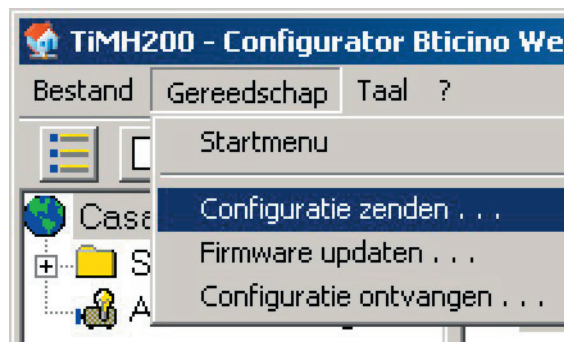 TiMH200 - Configurator Bticino We
Bestand Gereedschap Taal ?
Startmenu
Configuratie zenden . . .
Firmware updaten . . .
Configuratie ontvangen . . .
Casa
S
A